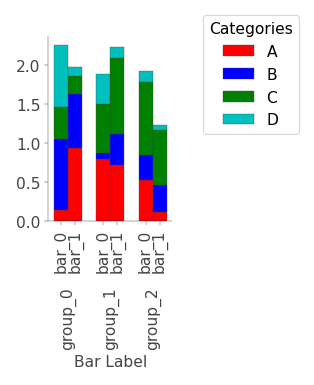 Categories
A
B
C
D
2.0
1.5
1.0
0.5
0.0
bar_0
bar_1
bar_0
bar_1
bar_0
bar_1
group_0
group_1
group_2
Bar Label